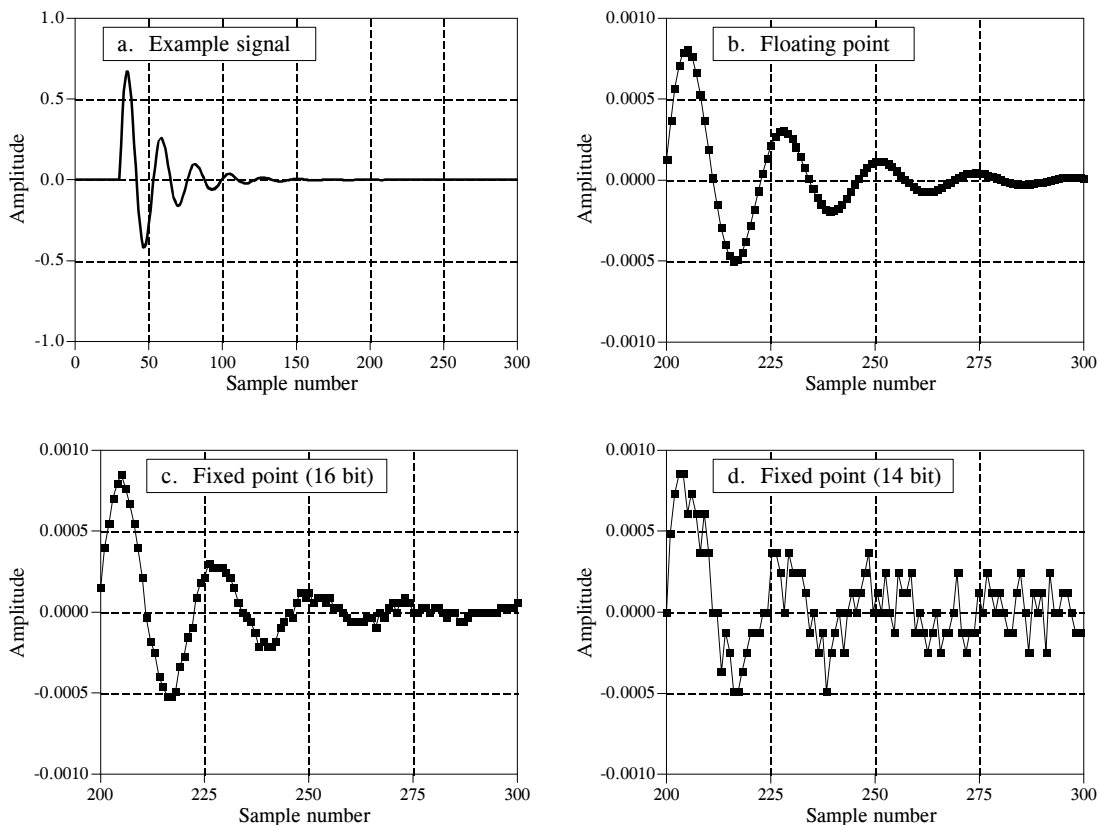 a. Example signal
Amplitude
1.0
0.5
0.0
-0.5
-1.0
0 50 100 150 200 250 300
Sample number
b. Floating point
Amplitude
0.0010
0.0005
0.0000
-0.0005
-0.0010
200 225 250 275 300
Sample number
c. Fixed point (16 bit)
Amplitude
0.0010
0.0005
0.0000
-0.0005
-0.0010
200 225 250 275 300
Sample number
d. Fixed point (14 bit)
Amplitude
0.0010
0.0005
0.0000
-0.0005
-0.0010
200 225 250 275 300
Sample number